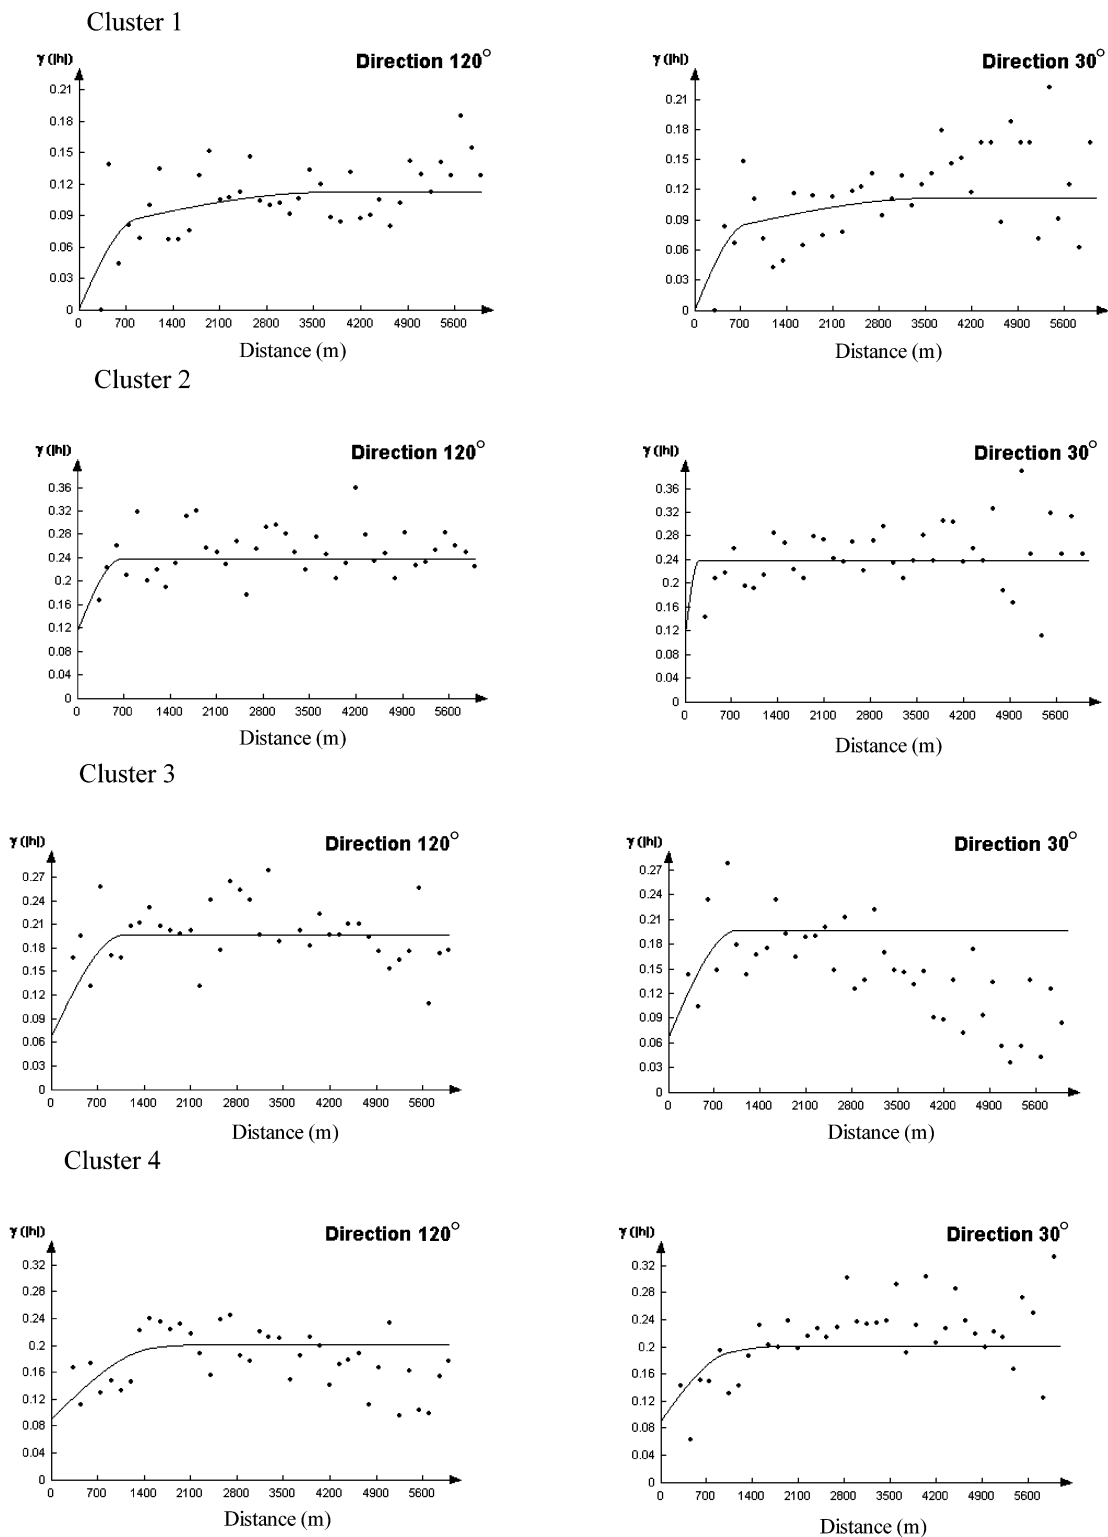 Cluster 1
γ (|h|) Direction 120° γ (|h|) Direction 30°
0.21 0.21
0.18 0.18
0.15 0.15
0.12 0.12
0.09 0.09
0.06 0.06
0.03 0.03
0 0
0 700 1400 2100 2800 3500 4200 4900 5600 0 700 1400 2100 2800 3500 4200 4900 5600
Distance (m) Distance (m)
Cluster 2
γ (|h|) Direction 120° γ (|h|) Direction 30°
0.36 0.36
0.32 0.32
0.28 0.28
0.24 0.24
0.2 0.2
0.16 0.16
0.12 0.12
0.08 0.08
0.04 0.04
0 0
0 700 1400 2100 2800 3500 4200 4900 5600 0 700 1400 2100 2800 3500 4200 4900 5600
Distance (m) Distance (m)
Cluster 3
γ (|h|) Direction 120° γ (|h|) Direction 30°
0.27 0.27
0.24 0.24
0.21 0.21
0.18 0.18
0.15 0.15
0.12 0.12
0.09 0.09
0.06 0.06
0.03 0.03
0 0
0 700 1400 2100 2800 3500 4200 4900 5600 0 700 1400 2100 2800 3500 4200 4900 5600
Distance (m) Distance (m)
Cluster 4
γ (|h|) Direction 120° γ (|h|) Direction 30°
0.32 0.32
0.28 0.28
0.24 0.24
0.2 0.2
0.16 0.16
0.12 0.12
0.08 0.08
0.04 0.04
0 0
0 700 1400 2100 2800 3500 4200 4900 5600 0 700 1400 2100 2800 3500 4200 4900 5600
Distance (m) Distance (m)